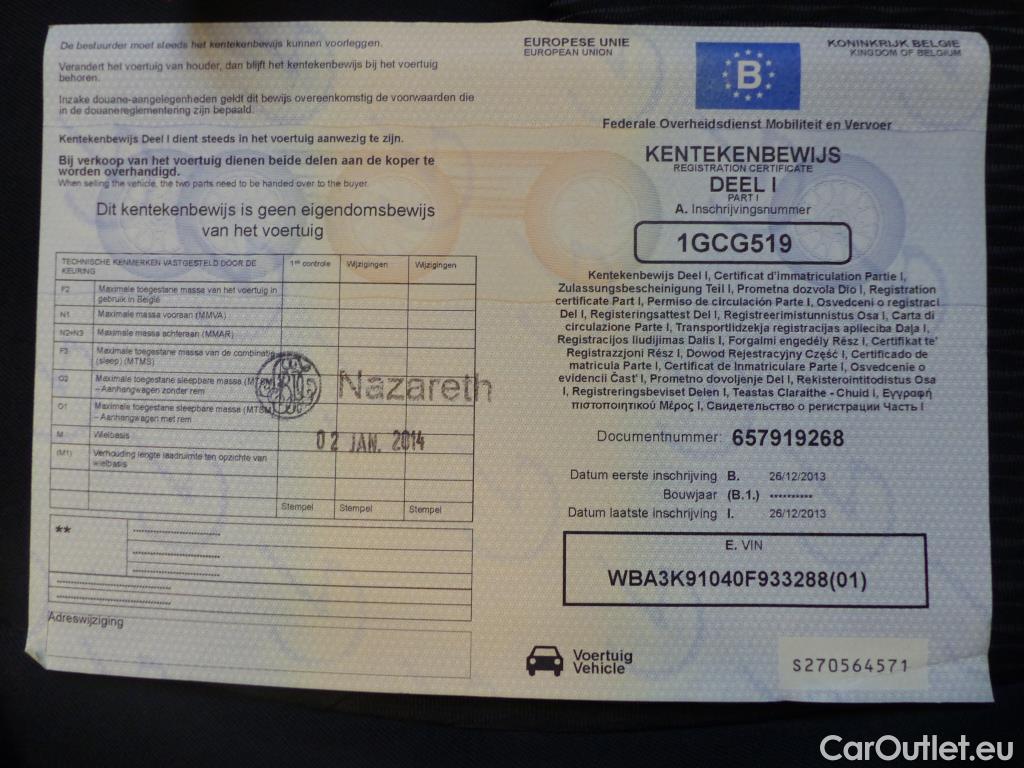 De bestuurder moet steeds het kentekenbewijs kunnen voorleggen.
Verandert het voertuig van houder, dan blijft het kentekenbewijs bij het voertuig
behoren.
Inzake douane-aangelegenheden geldt dit bewijs overeenkomstig de voorwaarden die
in de douanereglementering zijn bepaald.
Kentekenbewijs Deel I dient steeds in het voertuig aanwezig te zijn.
Bij verkoop van het voertuig dienen beide delen aan de koper te
worden overhandigd.
When selling the vehicle, the two parts need to be handed over to the buyer.
Dit kentekenbewijs is geen eigendomsbewijs
van het voertuig
TECHNISCHE KENMERKEN VASTGESTELD DOOR DE
KEURING
1ste controle
Wijzigingen
Wijzigingen
F2 Maximale toegestane massa van het voertuig in
gebruik in België
N1 Maximale massa vooraan (MMVA)
N2+N3 Maximale massa achteraan (MMAR)
F3 Maximale toegestane massa van de combinatie
(sleep) (MTMS)
O2 Maximale toegestane sleepbare massa (MTSM)
– Aanhangwagen zonder rem
O1 Maximale toegestane sleepbare massa (MTSM)
– Aanhangwagen met rem
M Wielbasis
(M1) Verhouding lengte laadruimte ten opzichte van
wielbasis
Nazareth
02 JAN. 2014
Stempel
Stempel
Stempel
**
Adreswijziging
EUROPESE UNIE
EUROPEAN UNION
B
KONINKRIJK BELGIE
KINGDOM OF BELGIUM
Federale Overheidsdienst Mobiliteit en Vervoer
KENTEKENBEWIJS
REGISTRATION CERTIFICATE
DEEL I
PART I
A. Inschrijvingsnummer
1GCG519
Kentekenbewijs Deel I, Certificat d'immatriculation Partie I,
Zulassungsbescheinigung Teil I, Prometna dozvola Dio I, Registration
certificate Part I, Permiso de circulación Parte I, Osvedceni o registraci
Del I, Registeringsattest Del I, Registreerimistunnistus Osa I, Carta di
circulazione Parte I, Transportlidzekja registracijas aplieciba Daļa I,
Registracijos liudijimas Dalis I, Forgalmi engedély Rész I, Certifikat te'
Registrazzjoni Rész I, Dowod Rejestracyjny Część I, Certificado de
matricula Parte I, Certificat de Inmatriculare Parte I, Osvedcenie o
evidencii Čast' I, Prometno dovoljenje Del I, Rekisterointitodistus Osa
I, Registreringsbeviset Delen I, Teastas Claraithe - Chuid I, Εγγραφή
πιστοποιητικού Μέρος Ι, Свидетельство о регистрации Часть I
Documentnummer: 657919268
Datum eerste inschrijving B. 26/12/2013
Bouwjaar (B.1.) **********
Datum laatste inschrijving I. 26/12/2013
E. VIN
WBA3K91040F933288(01)
Voertuig
Vehicle
S270564571
CarOutlet.eu